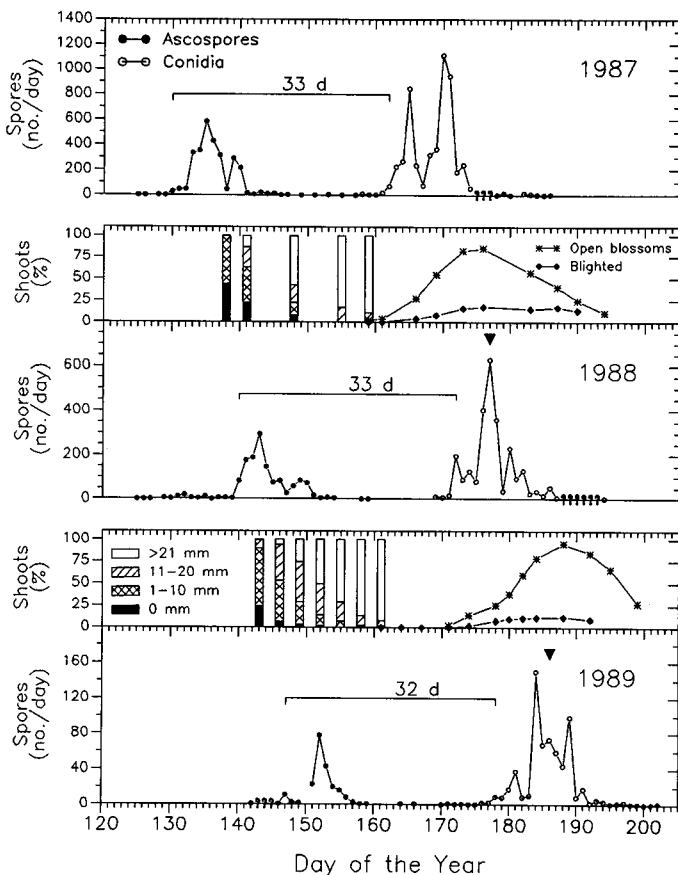 1400
1200
1000
800
600
400
200
0
Spores
(no./day)
Ascospores
Conidia
33 d
1987
100
75
50
25
0
Shoots
(%)
Open blossoms
Blighted
600
400
200
0
Spores
(no./day)
33 d
1988
100
75
50
25
0
Shoots
(%)
>21 mm
11-20 mm
1-10 mm
0 mm
160
120
80
40
0
Spores
(no./day)
32 d
1989
120 130 140 150 160 170 180 190 200
Day of the Year